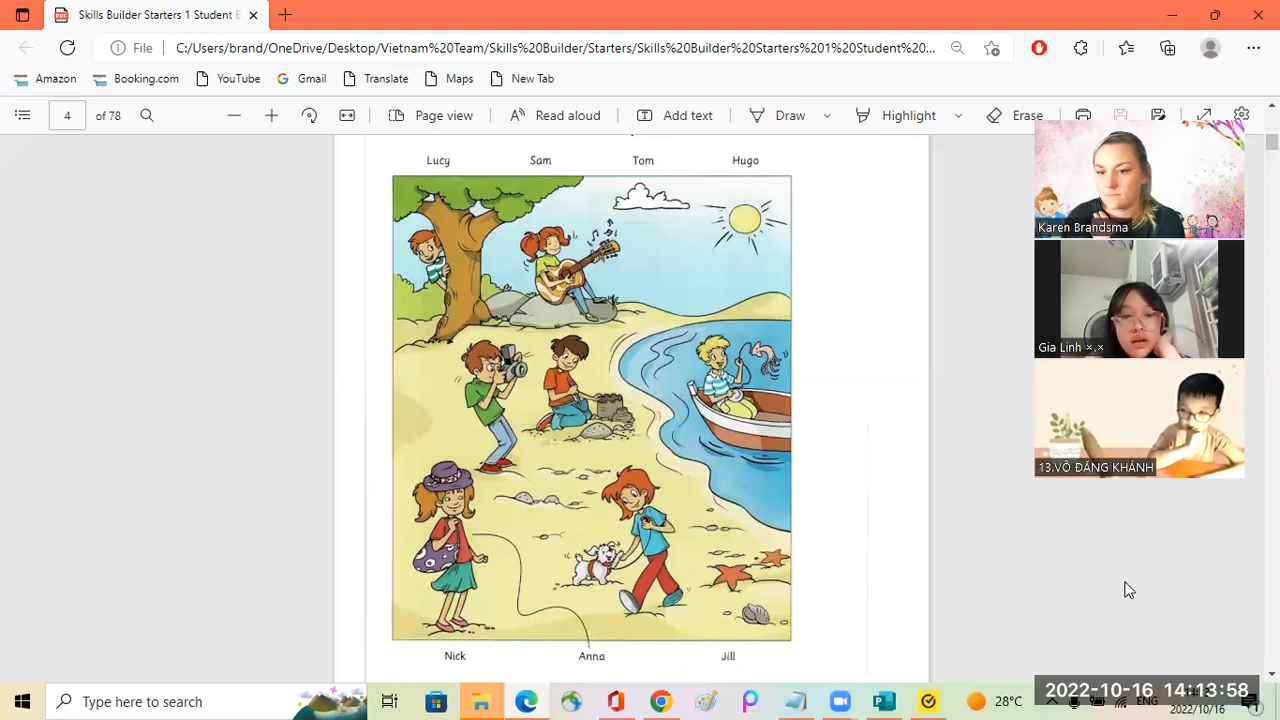 Skills Builder Starters 1 Student B
File
C:/Users/brand/OneDrive/Desktop/Vietnam%20Team/Skills%20Builder/Starters/Skills%20Builder%20Starters%201%20Student%20...
Amazon
Booking.com
YouTube
Gmail
Translate
Maps
New Tab
4 of 78
Page view
Read aloud
Add text
Draw
Highlight
Erase
Lucy Sam Tom Hugo
Nick Anna Jill
Karen Brandsma
Gia Linh ×,×
13.VÕ ĐĂNG KHÁNH
Type here to search
28°C
ENG
2022-10-16 14:13:58
2022/10/16